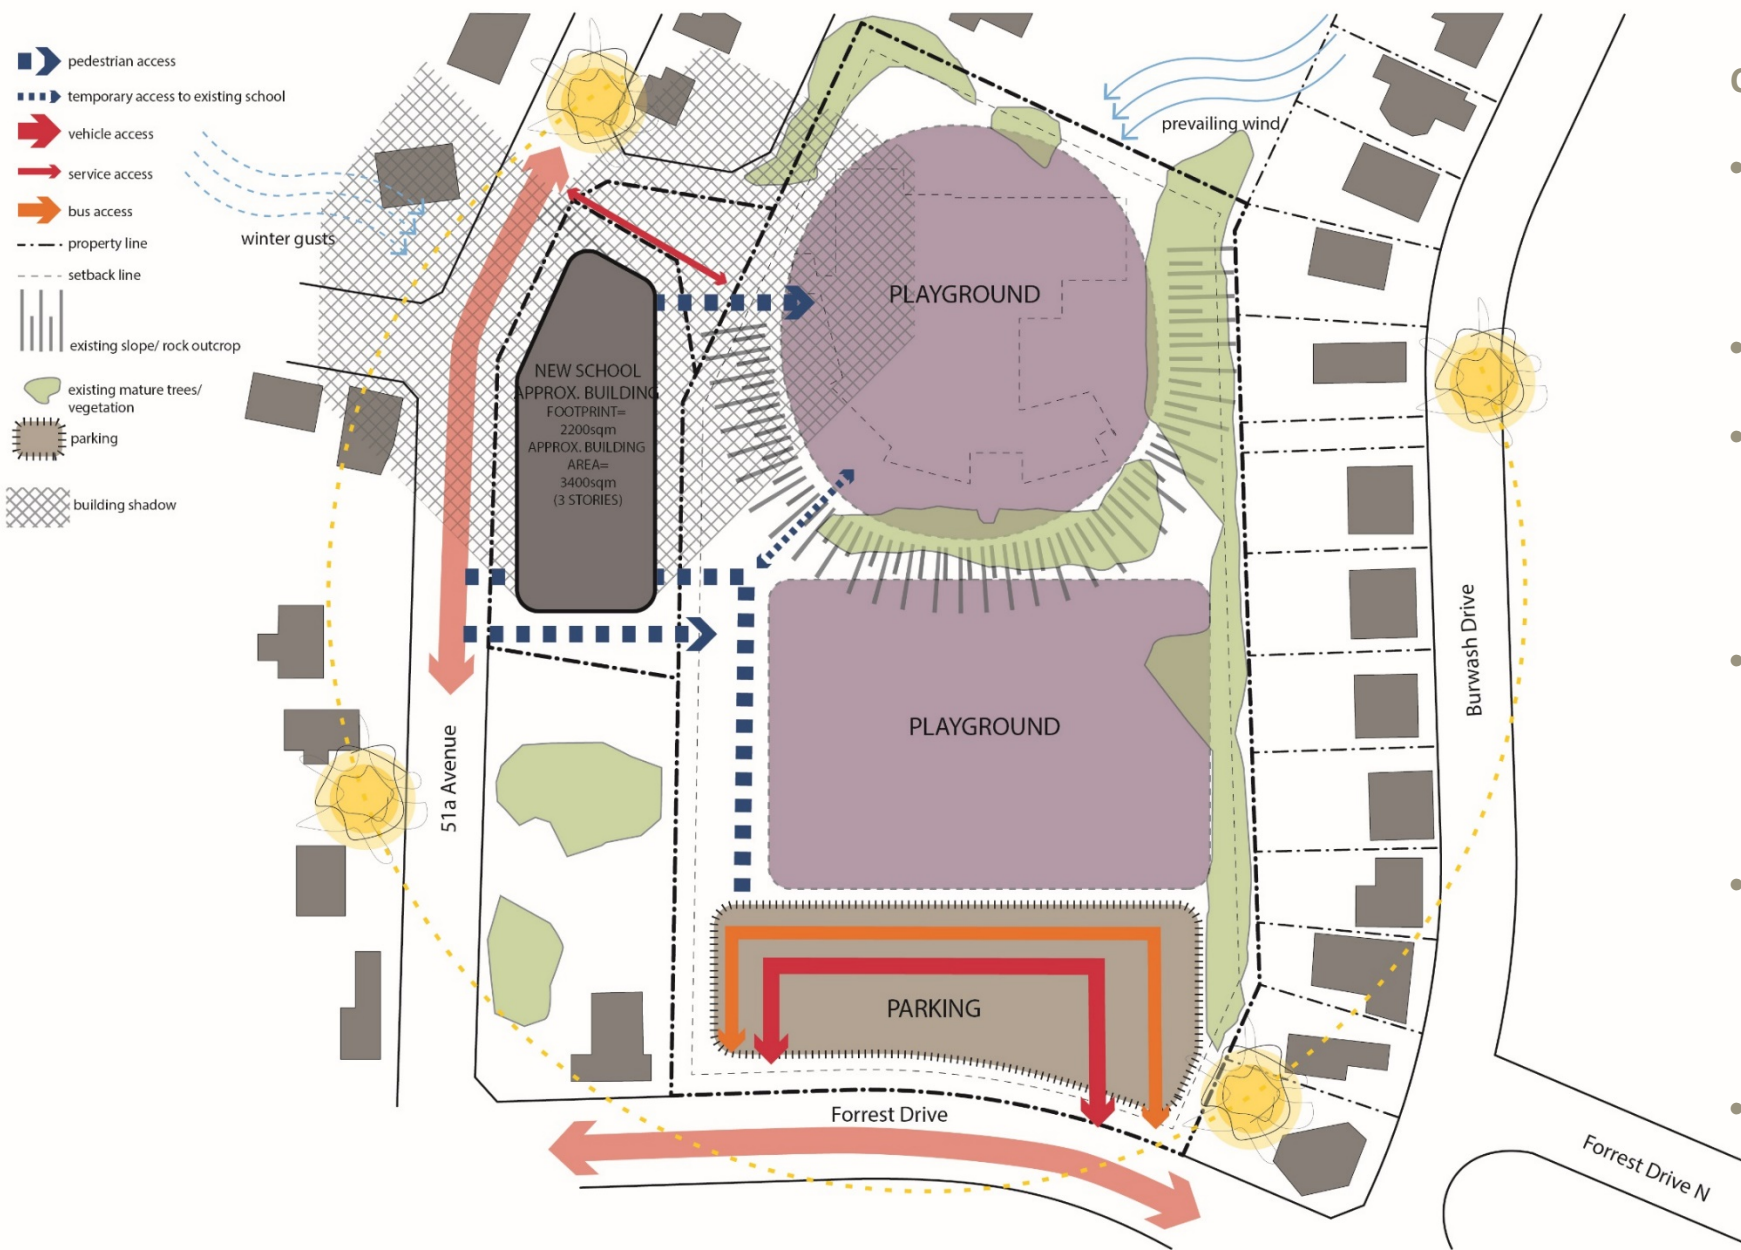 pedestrian access
temporary access to existing school
vehicle access
service access
bus access
property line
setback line
existing slope/ rock outcrop
existing mature trees/
vegetation
parking
building shadow
winter gusts
prevailing wind
PLAYGROUND
NEW SCHOOL
APPROX. BUILDING
FOOTPRINT=
2200sqm
APPROX. BUILDING
AREA=
3400sqm
(3 STORIES)
PLAYGROUND
51a Avenue
Burwash Drive
PARKING
Forrest Drive
Forrest Drive N